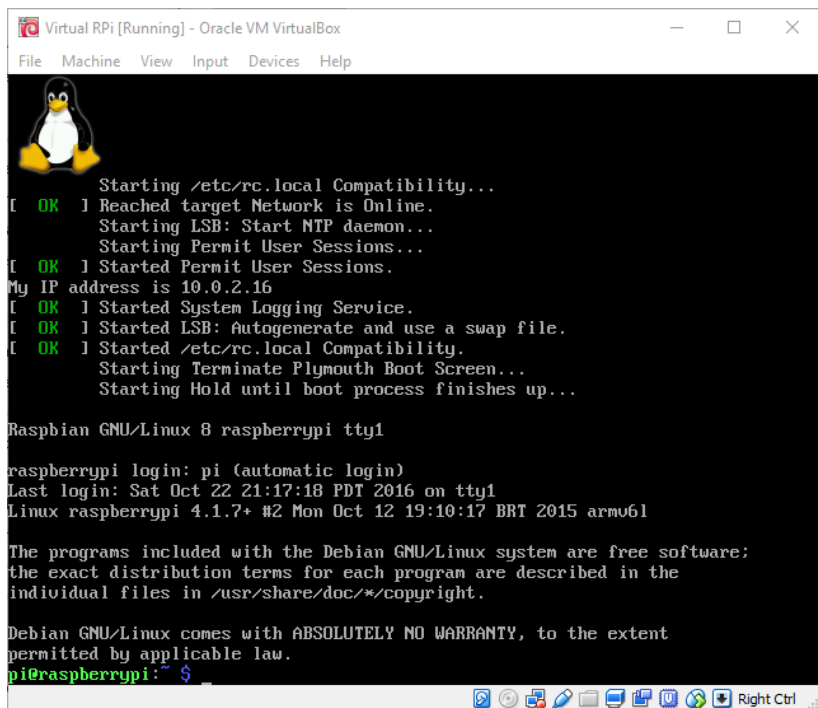 Virtual RPi [Running] - Oracle VM VirtualBox
File Machine View Input Devices Help
Starting /etc/rc.local Compatibility...
[ OK ] Reached target Network is Online.
Starting LSB: Start NTP daemon...
Starting Permit User Sessions...
[ OK ] Started Permit User Sessions.
My IP address is 10.0.2.16
[ OK ] Started System Logging Service.
[ OK ] Started LSB: Autogenerate and use a swap file.
[ OK ] Started /etc/rc.local Compatibility.
Starting Terminate Plymouth Boot Screen...
Starting Hold until boot process finishes up...
Raspbian GNU/Linux 8 raspberrypi tty1
raspberrypi login: pi (automatic login)
Last login: Sat Oct 22 21:17:18 PDT 2016 on tty1
Linux raspberrypi 4.1.7+ #2 Mon Oct 12 19:10:17 BRT 2015 armv6l
The programs included with the Debian GNU/Linux system are free software;
the exact distribution terms for each program are described in the
individual files in /usr/share/doc/*/copyright.
Debian GNU/Linux comes with ABSOLUTELY NO WARRANTY, to the extent
permitted by applicable law.
pi@raspberrypi:~ $ _
Right Ctrl